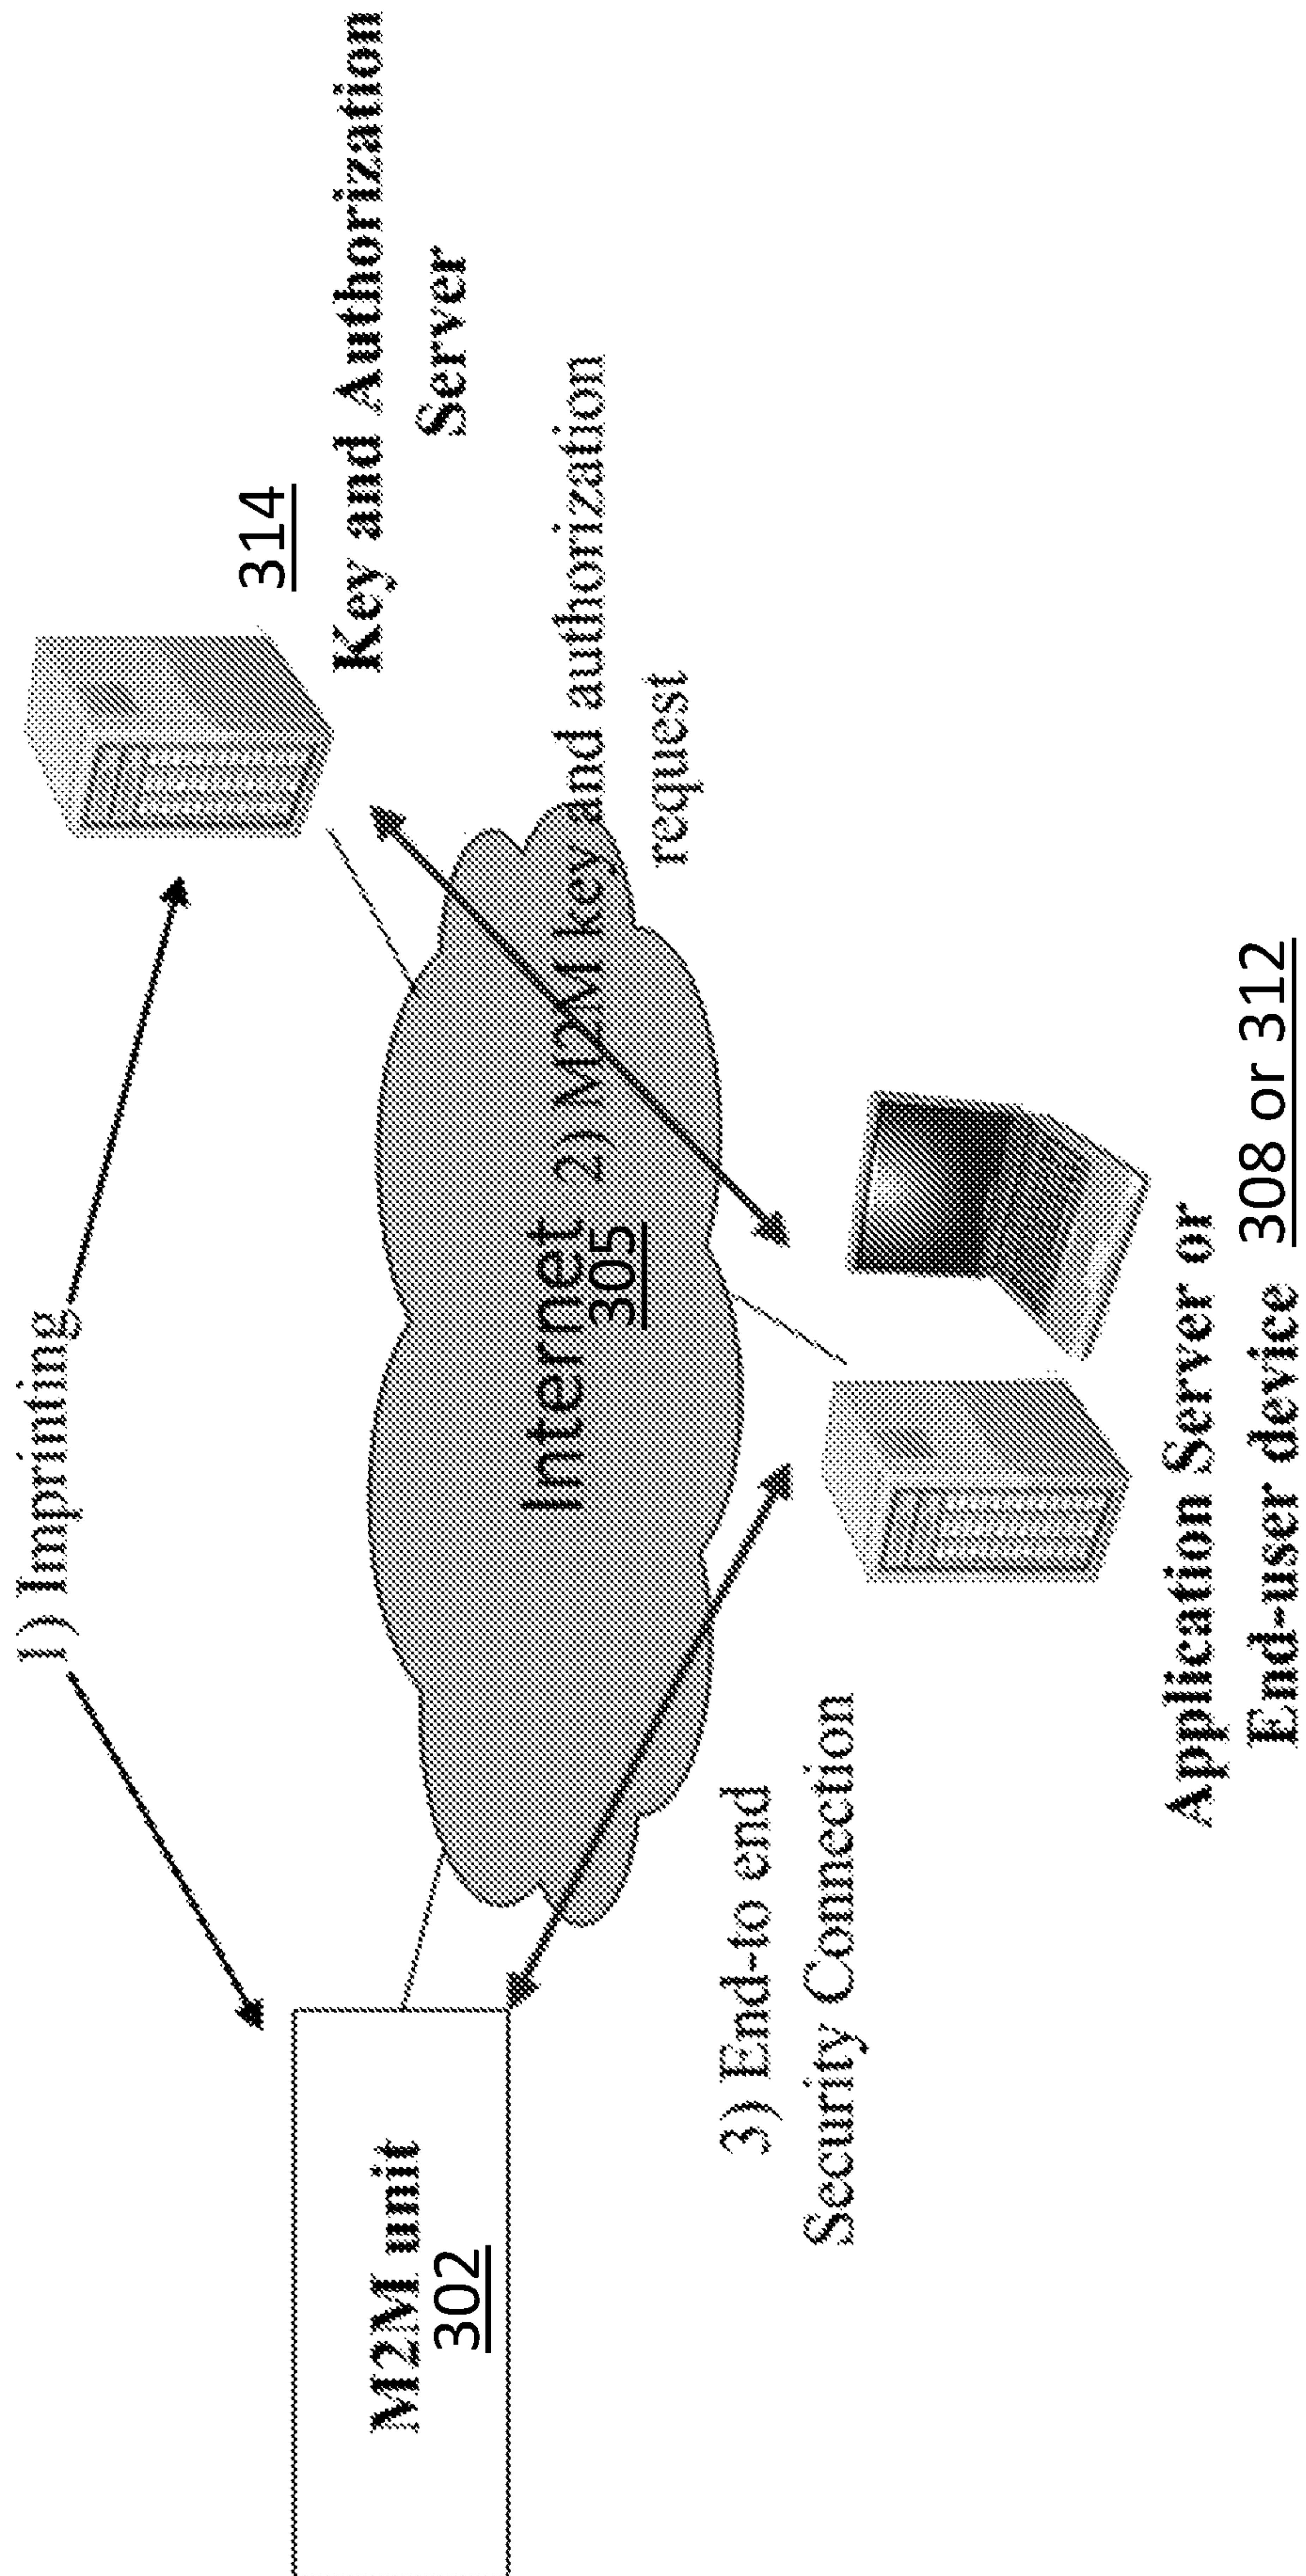 1) Imprinting
314
Key and Authorization
Server
M2M unit
302
Internet
305
2) M2M key and authorization
request
3) End-to end
Security Connection
Application Server or
End-user device
308 or 312